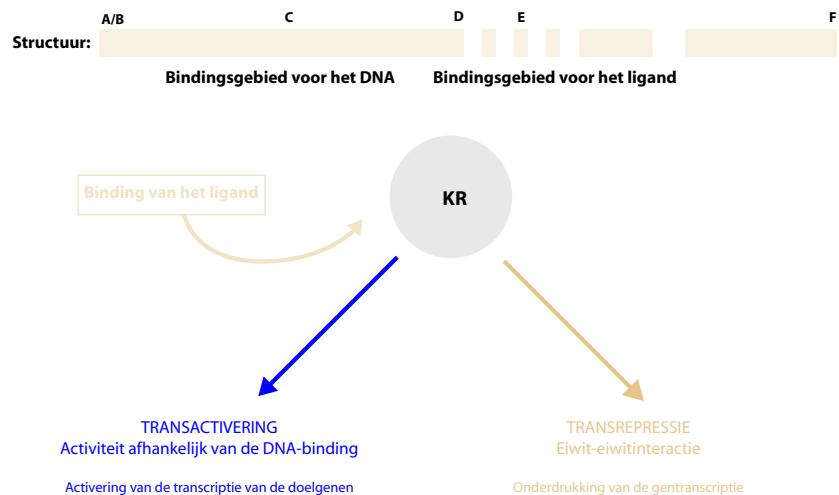 A/B C D E F
Structuur:
Bindingsgebied voor het DNA Bindingsgebied voor het ligand
Binding van het ligand
KR
TRANSACTIVERING
Activiteit afhankelijk van de DNA-binding
Activering van de transcriptie van de doelgenen
TRANSREPRESSIE
Eiwit-eiwitinteractie
Onderdrukking van de gentranscriptie